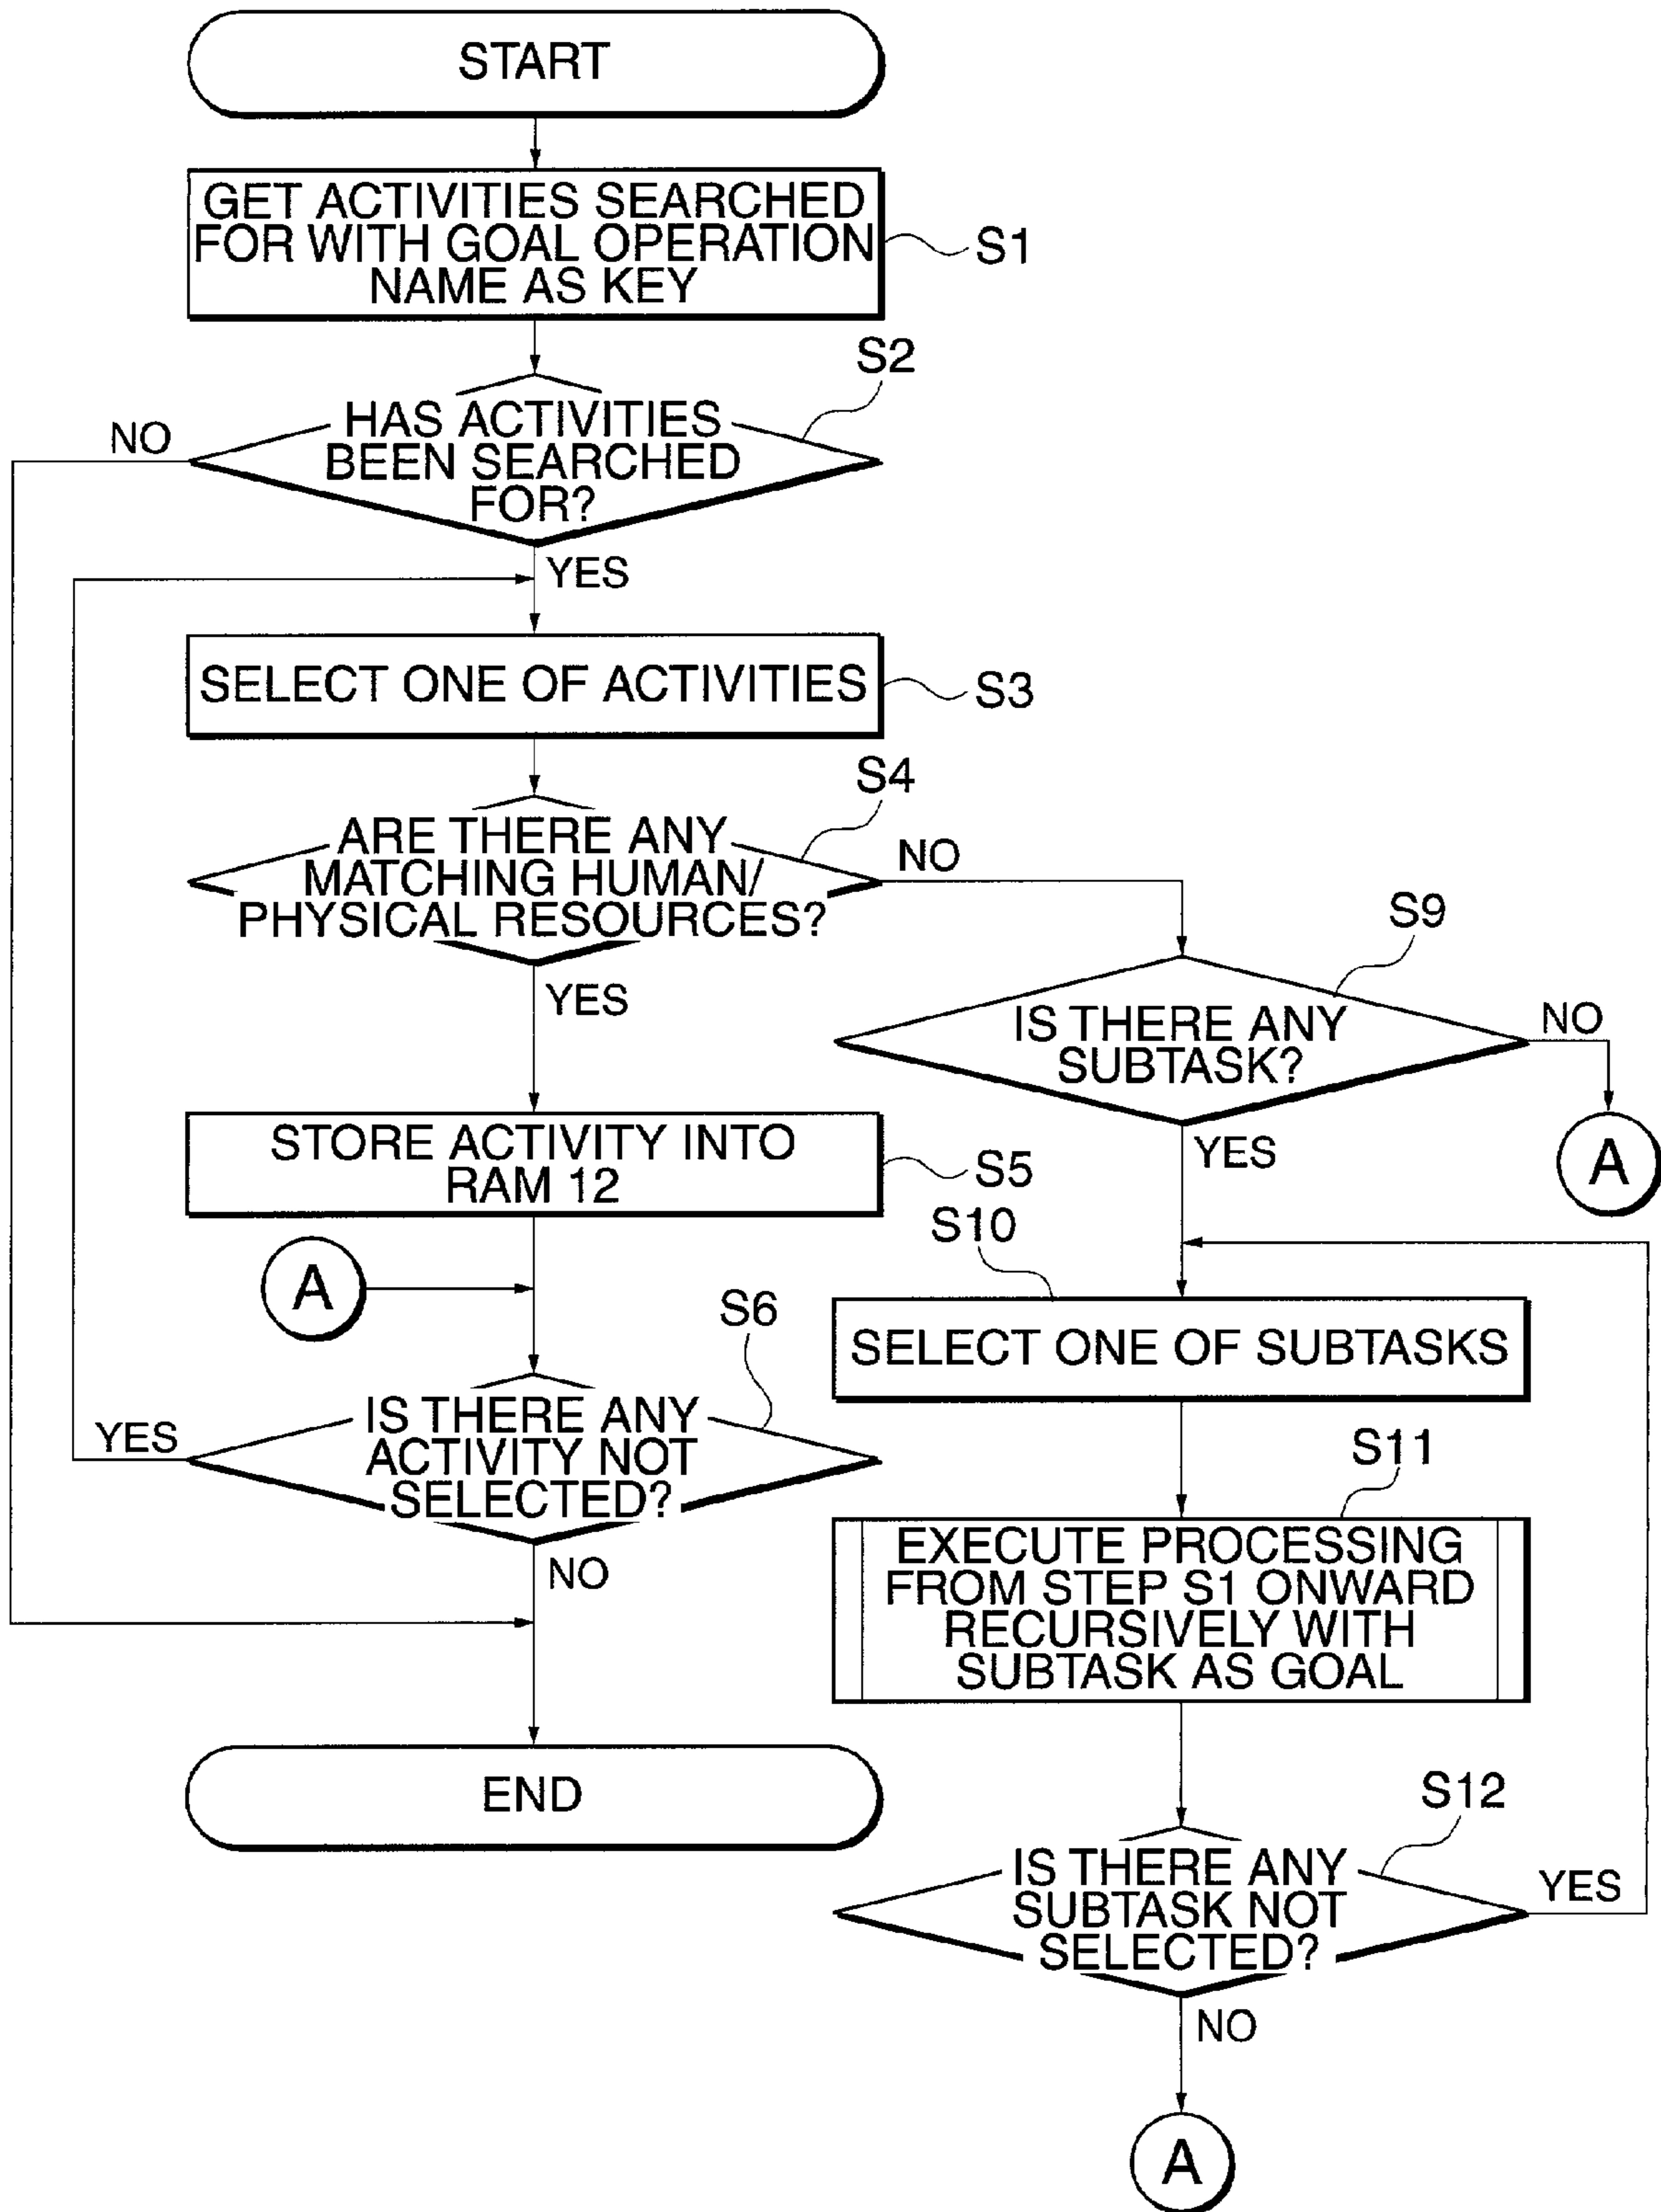 START
GET ACTIVITIES SEARCHED
FOR WITH GOAL OPERATION
NAME AS KEY
S1
S2
HAS ACTIVITIES
BEEN SEARCHED
FOR?
NO
YES
SELECT ONE OF ACTIVITIES
S3
S4
ARE THERE ANY
MATCHING HUMAN/
PHYSICAL RESOURCES?
NO
YES
S9
IS THERE ANY
SUBTASK?
NO
A
YES
STORE ACTIVITY INTO
RAM 12
S5
A
S6
IS THERE ANY
ACTIVITY NOT
SELECTED?
YES
NO
END
S10
SELECT ONE OF SUBTASKS
S11
EXECUTE PROCESSING
FROM STEP S1 ONWARD
RECURSIVELY WITH
SUBTASK AS GOAL
S12
IS THERE ANY
SUBTASK NOT
SELECTED?
YES
NO
A